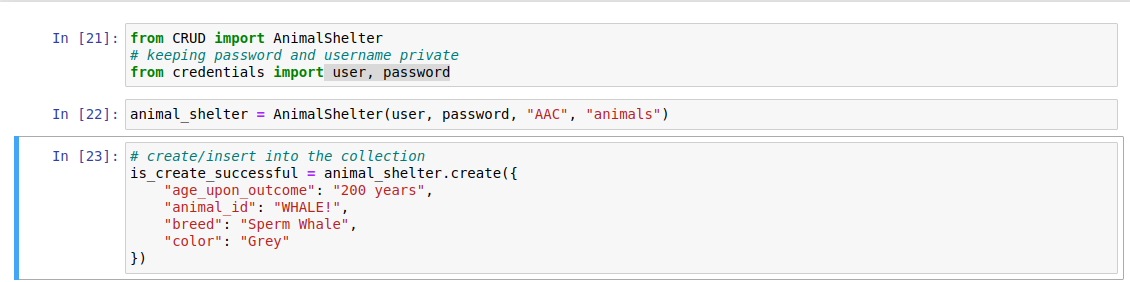 In [21]: from CRUD import AnimalShelter
# keeping password and username private
from credentials import user, password
In [22]: animal_shelter = AnimalShelter(user, password, "AAC", "animals")
In [23]: # create/insert into the collection
is_create_successful = animal_shelter.create({
    "age_upon_outcome": "200 years",
    "animal_id": "WHALE!",
    "breed": "Sperm Whale",
    "color": "Grey"
})